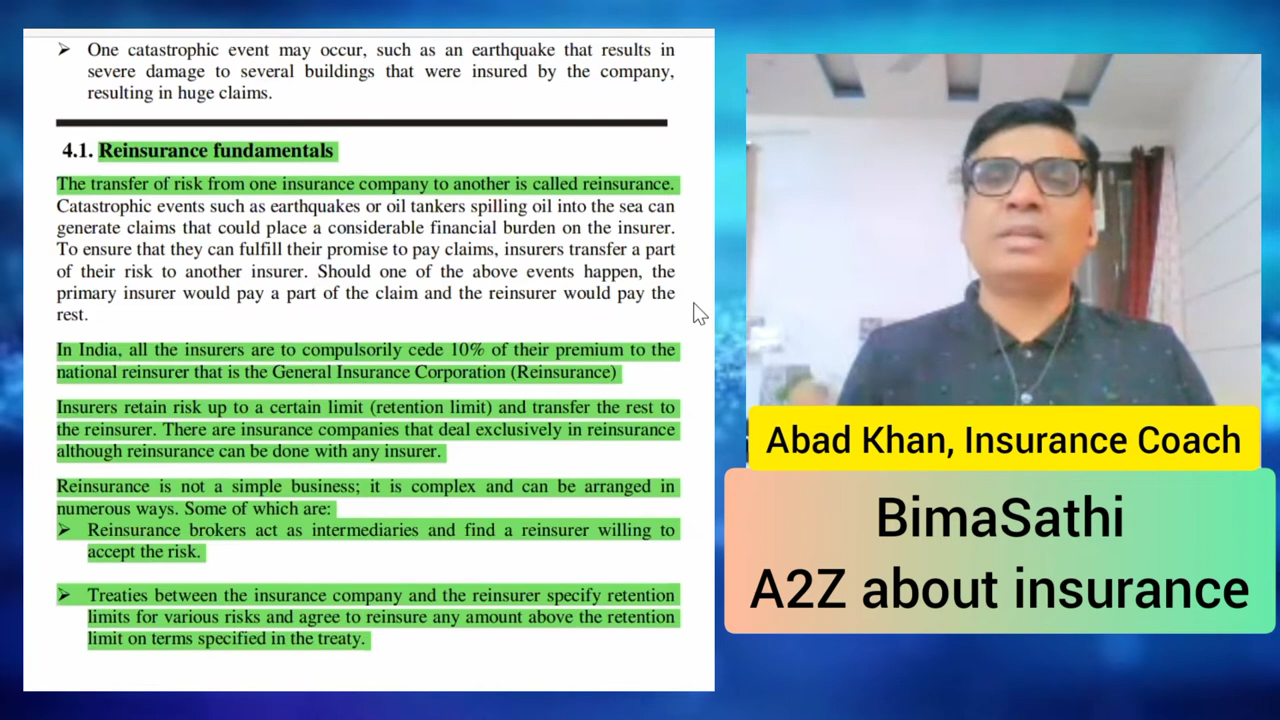 ➢ One catastrophic event may occur, such as an earthquake that results in
severe damage to several buildings that were insured by the company,
resulting in huge claims.
4.1. Reinsurance fundamentals
The transfer of risk from one insurance company to another is called reinsurance.
Catastrophic events such as earthquakes or oil tankers spilling oil into the sea can
generate claims that could place a considerable financial burden on the insurer.
To ensure that they can fulfill their promise to pay claims, insurers transfer a part
of their risk to another insurer. Should one of the above events happen, the
primary insurer would pay a part of the claim and the reinsurer would pay the
rest.
In India, all the insurers are to compulsorily cede 10% of their premium to the
national reinsurer that is the General Insurance Corporation (Reinsurance)
Insurers retain risk up to a certain limit (retention limit) and transfer the rest to
the reinsurer. There are insurance companies that deal exclusively in reinsurance
although reinsurance can be done with any insurer.
Reinsurance is not a simple business; it is complex and can be arranged in
numerous ways. Some of which are:
➢ Reinsurance brokers act as intermediaries and find a reinsurer willing to
accept the risk.
➢ Treaties between the insurance company and the reinsurer specify retention
limits for various risks and agree to reinsure any amount above the retention
limit on terms specified in the treaty.
Abad Khan, Insurance Coach
BimaSathi
A2Z about insurance